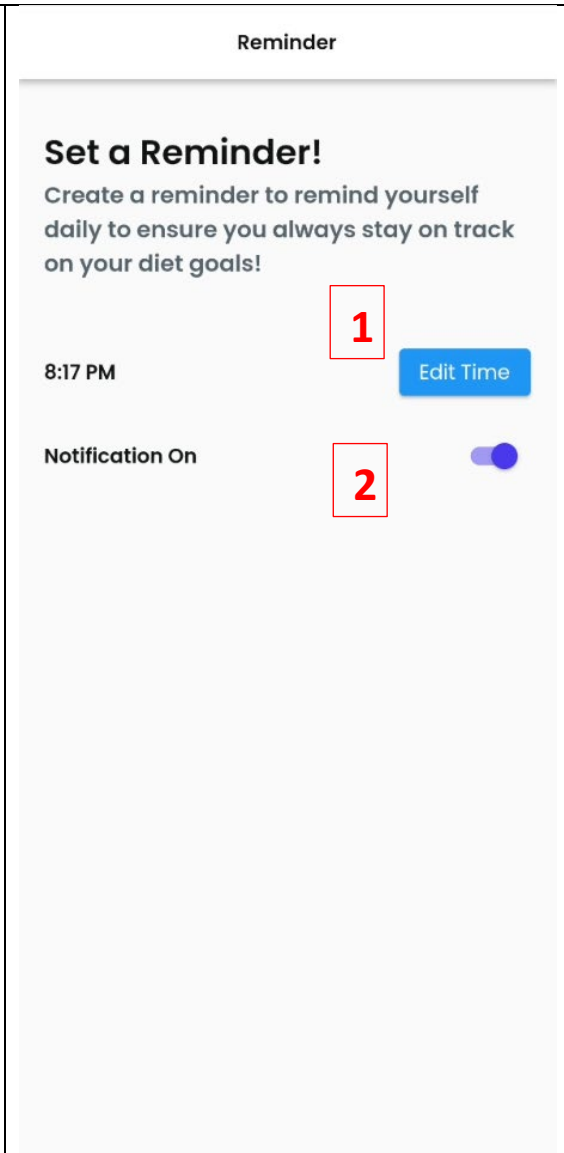 Reminder
Set a Reminder!
Create a reminder to remind yourself
daily to ensure you always stay on track
on your diet goals!
1
8:17 PM Edit Time
Notification On
2